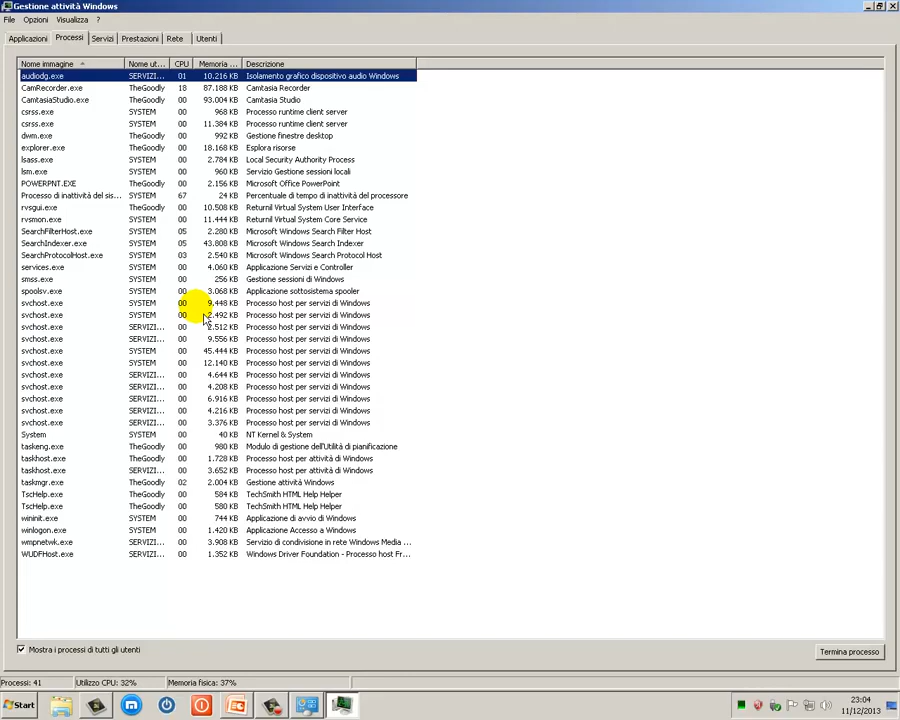 Gestione attività Windows
File Opzioni Visualizza ?
Applicazioni Processi Servizi Prestazioni Rete Utenti
Nome immagine Nome ut... CPU Memoria ... Descrizione
audiodg.exe SERVIZI... 01 10.216 KB Isolamento grafico dispositivo audio Windows
CamRecorder.exe TheGoodly 18 87.188 KB Camtasia Recorder
CamtasiaStudio.exe TheGoodly 00 93.004 KB Camtasia Studio
csrss.exe SYSTEM 00 968 KB Processo runtime client server
csrss.exe SYSTEM 00 11.384 KB Processo runtime client server
dwm.exe TheGoodly 00 992 KB Gestione finestre desktop
explorer.exe TheGoodly 00 18.168 KB Esplora risorse
lsass.exe SYSTEM 00 2.784 KB Local Security Authority Process
lsm.exe SYSTEM 00 960 KB Servizio Gestione sessioni locali
POWERPNT.EXE TheGoodly 00 2.156 KB Microsoft Office PowerPoint
Processo di inattività del sis... SYSTEM 67 24 KB Percentuale di tempo di inattività del processore
rvsgui.exe TheGoodly 00 10.508 KB Returnil Virtual System User Interface
rvsmon.exe SYSTEM 00 11.444 KB Returnil Virtual System Core Service
SearchFilterHost.exe SYSTEM 05 2.280 KB Microsoft Windows Search Filter Host
SearchIndexer.exe SYSTEM 05 43.808 KB Microsoft Windows Search Indexer
SearchProtocolHost.exe SYSTEM 03 2.540 KB Microsoft Windows Search Protocol Host
services.exe SYSTEM 00 4.060 KB Applicazione Servizi e Controller
smss.exe SYSTEM 00 256 KB Gestione sessioni di Windows
spoolsv.exe SYSTEM 00 3.068 KB Applicazione sottosistema spooler
svchost.exe SYSTEM 00 9.448 KB Processo host per servizi di Windows
svchost.exe SYSTEM 00 2.492 KB Processo host per servizi di Windows
svchost.exe SERVIZI... 00 2.512 KB Processo host per servizi di Windows
svchost.exe SERVIZI... 00 9.556 KB Processo host per servizi di Windows
svchost.exe SYSTEM 00 45.444 KB Processo host per servizi di Windows
svchost.exe SYSTEM 00 12.140 KB Processo host per servizi di Windows
svchost.exe SERVIZI... 00 4.644 KB Processo host per servizi di Windows
svchost.exe SERVIZI... 00 4.208 KB Processo host per servizi di Windows
svchost.exe SERVIZI... 00 6.916 KB Processo host per servizi di Windows
svchost.exe SERVIZI... 00 4.216 KB Processo host per servizi di Windows
svchost.exe SERVIZI... 00 3.376 KB Processo host per servizi di Windows
System SYSTEM 00 40 KB NT Kernel & System
taskeng.exe TheGoodly 00 980 KB Modulo di gestione dell'Utilità di pianificazione
taskhost.exe TheGoodly 00 1.728 KB Processo host per attività di Windows
taskhost.exe SERVIZI... 00 3.652 KB Processo host per attività di Windows
taskmgr.exe TheGoodly 02 2.004 KB Gestione attività Windows
TscHelp.exe TheGoodly 00 584 KB TechSmith HTML Help Helper
TscHelp.exe TheGoodly 00 580 KB TechSmith HTML Help Helper
wininit.exe SYSTEM 00 744 KB Applicazione di avvio di Windows
winlogon.exe SYSTEM 00 1.420 KB Applicazione Accesso a Windows
wmpnetwk.exe SERVIZI... 00 3.908 KB Servizio di condivisione in rete Windows Media ...
WUDFHost.exe SERVIZI... 00 1.352 KB Windows Driver Foundation - Processo host Fr...
Mostra i processi di tutti gli utenti
Termina processo
Processi: 41 Utilizzo CPU: 32% Memoria fisica: 37%
Start
23:04
11/12/2013